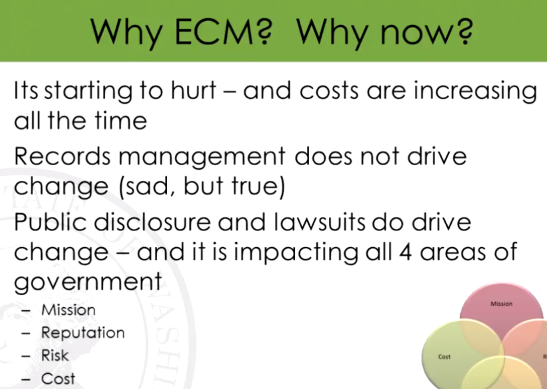 Why ECM?  Why now?
Its starting to hurt – and costs are increasing
all the time
Records management does not drive
change (sad, but true)
Public disclosure and lawsuits do drive
change – and it is impacting all 4 areas of
government
– Mission
– Reputation
– Risk
– Cost
Mission
Cost